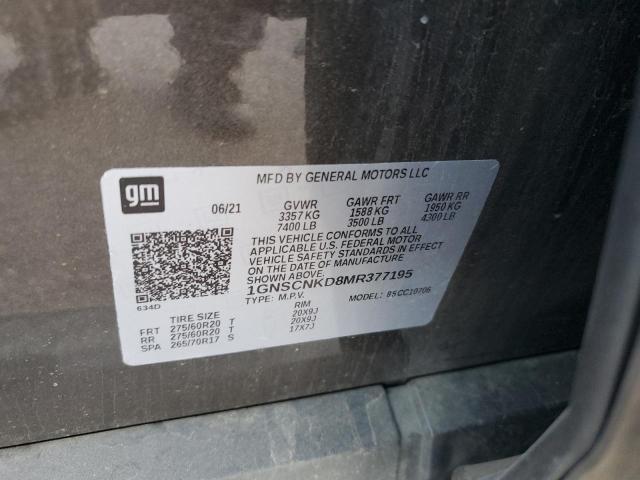 gm
MFD BY GENERAL MOTORS LLC
06/21 GVWR GAWR FRT GAWR RR
3357 KG 1588 KG 1950 KG
7400 LB 3500 LB 4300 LB
THIS VEHICLE CONFORMS TO ALL
APPLICABLE U.S. FEDERAL MOTOR
VEHICLE SAFETY STANDARDS IN EFFECT
ON THE DATE OF MANUFACTURE
SHOWN ABOVE.
1GNSCNKD8MR377195
TYPE: M.P.V. MODEL: 85CC10706
634D
TIRE SIZE RIM
FRT 275/60R20 T 20X9J
RR 275/60R20 T 20X9J
SPA 265/70R17 S 17X7J